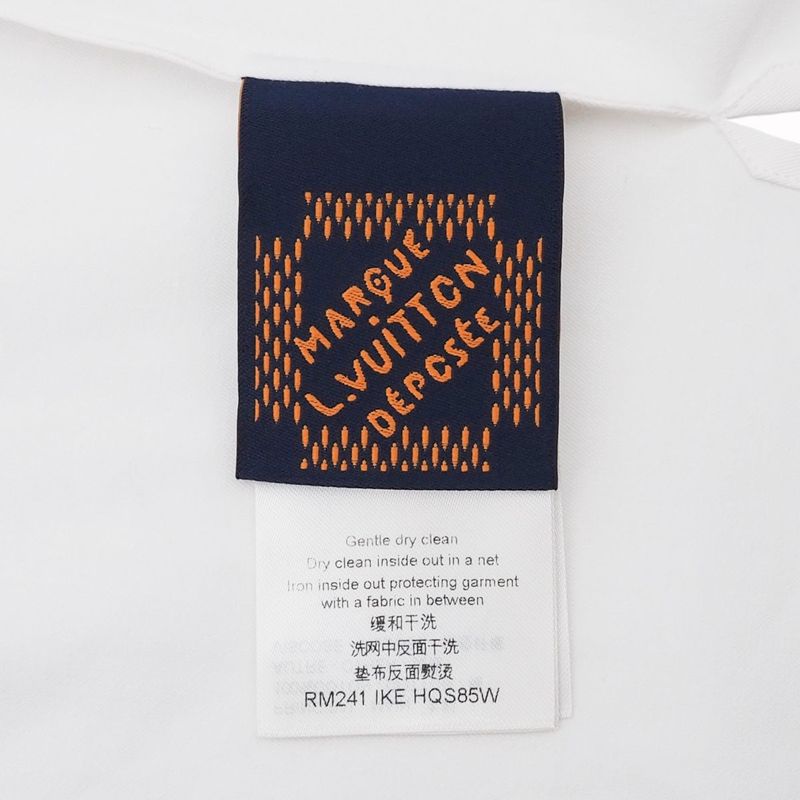 MARQUE
L.VUITTON
DÉPOSÉE
Gentle dry clean
Dry clean inside out in a net
Iron inside out protecting garment
with a fabric in between
缓和干洗
洗网中反面干洗
垫布反面熨烫
RM241 IKE HQS85W